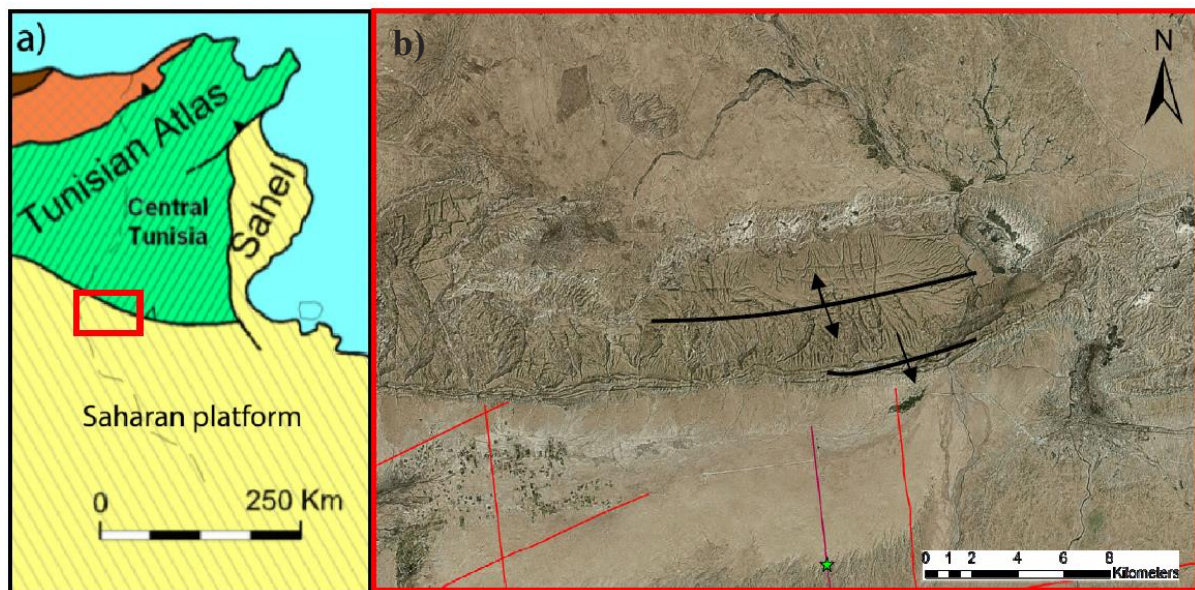 a)
Tunisian Atlas
Central
Tunisia
Sahel
Saharan platform
0 250 Km
b)
N
0 1 2 4 6 8
Kilometers